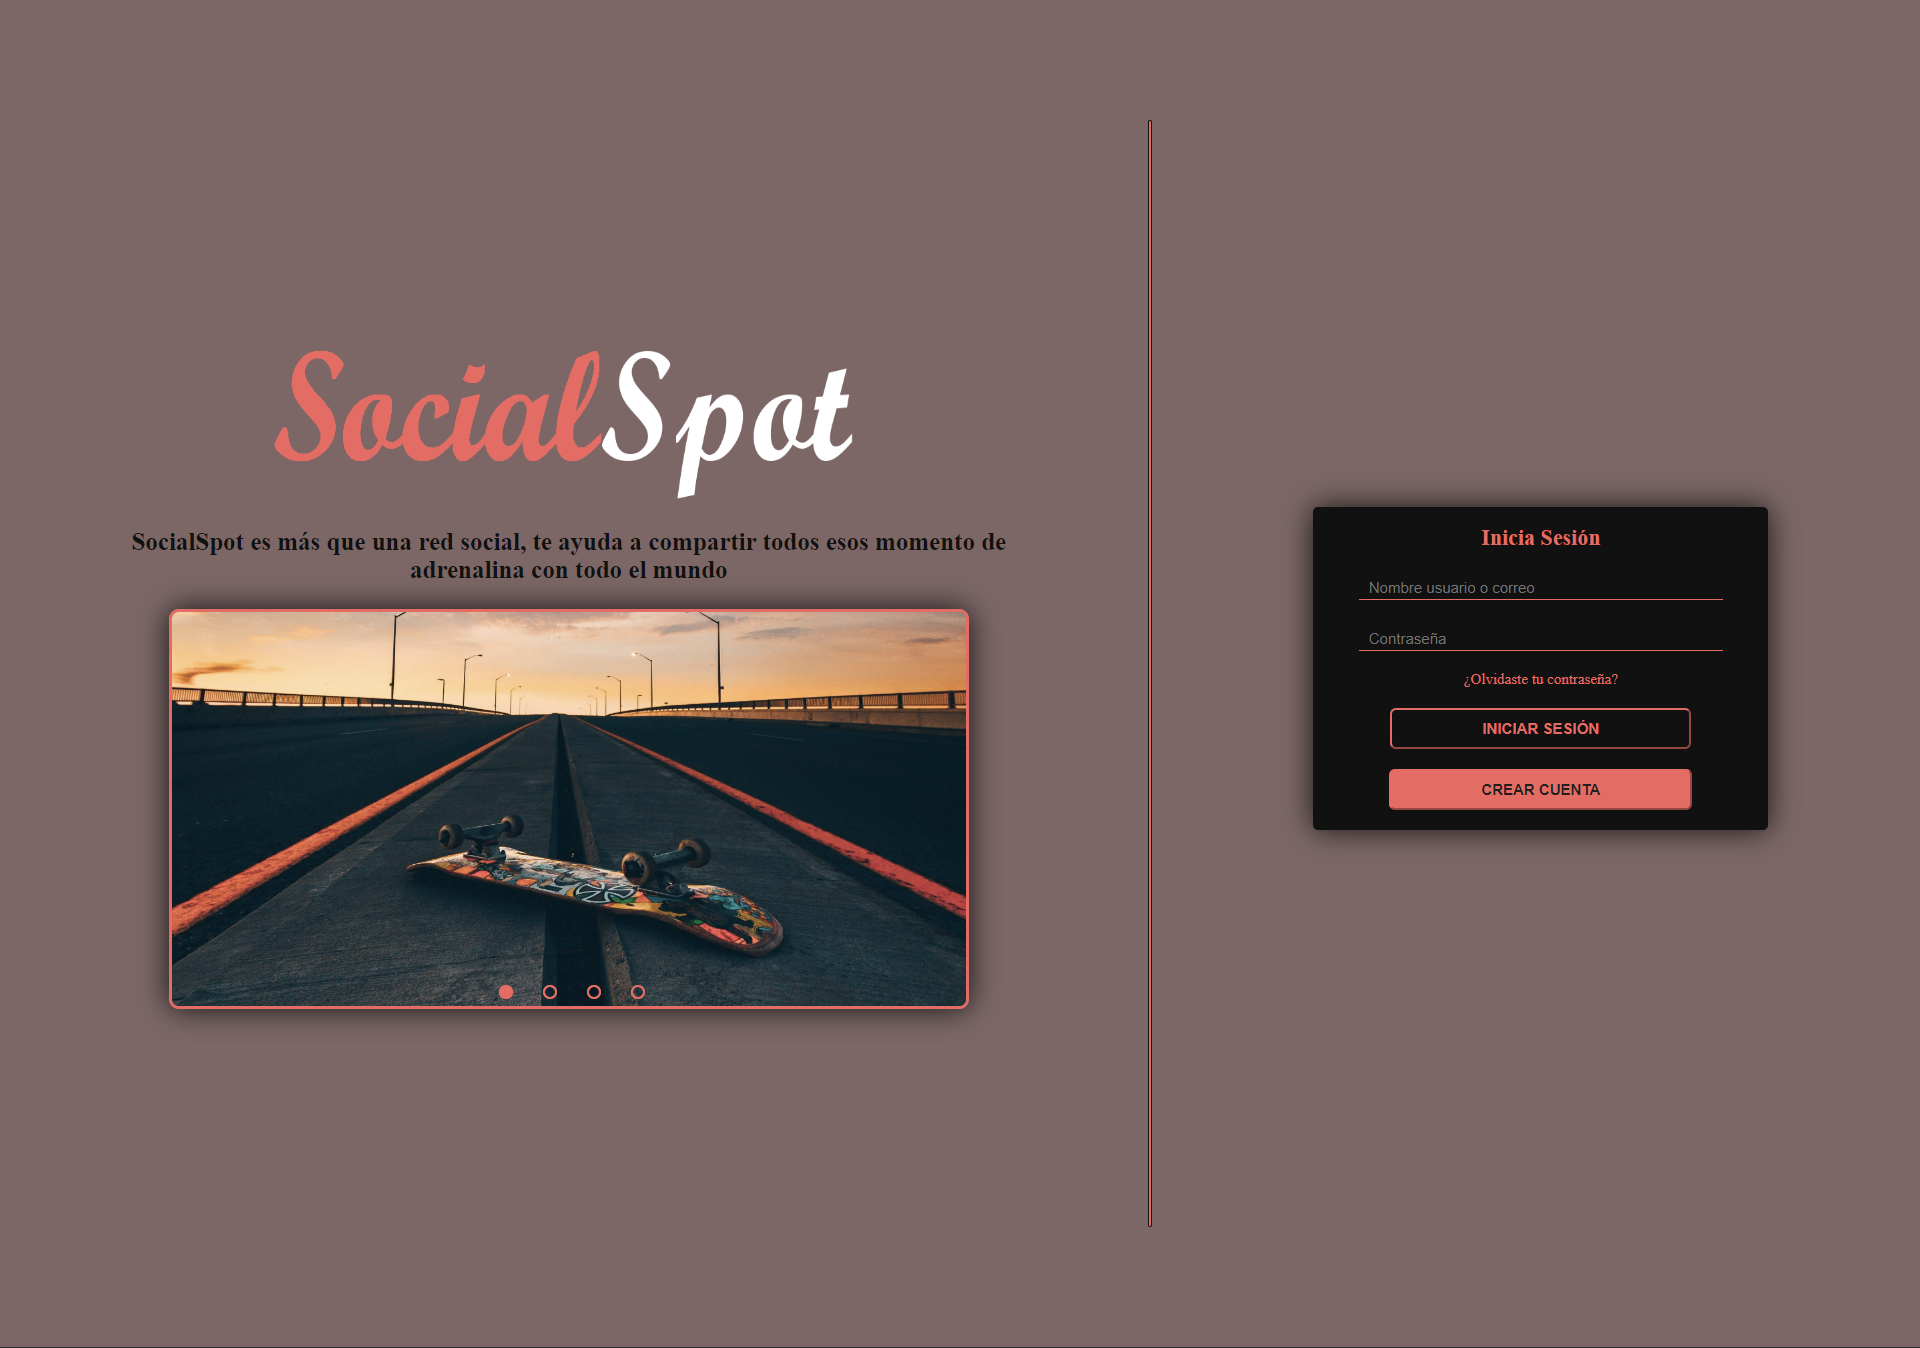 SocialSpot
SocialSpot es más que una red social, te ayuda a compartir todos esos momento de
adrenalina con todo el mundo
Inicia Sesión
Nombre usuario o correo
Contraseña
¿Olvidaste tu contraseña?
INICIAR SESIÓN
CREAR CUENTA